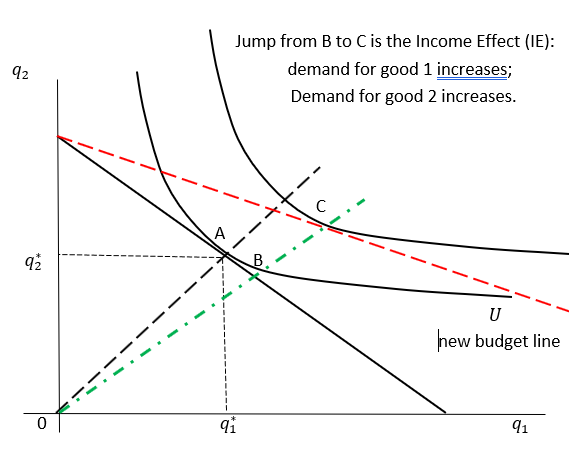 Jump from B to C is the Income Effect (IE):
demand for good 1 increases;
Demand for good 2 increases.
q₂
C
A
B
q₂*
U
new budget line
0
q₁*
q₁